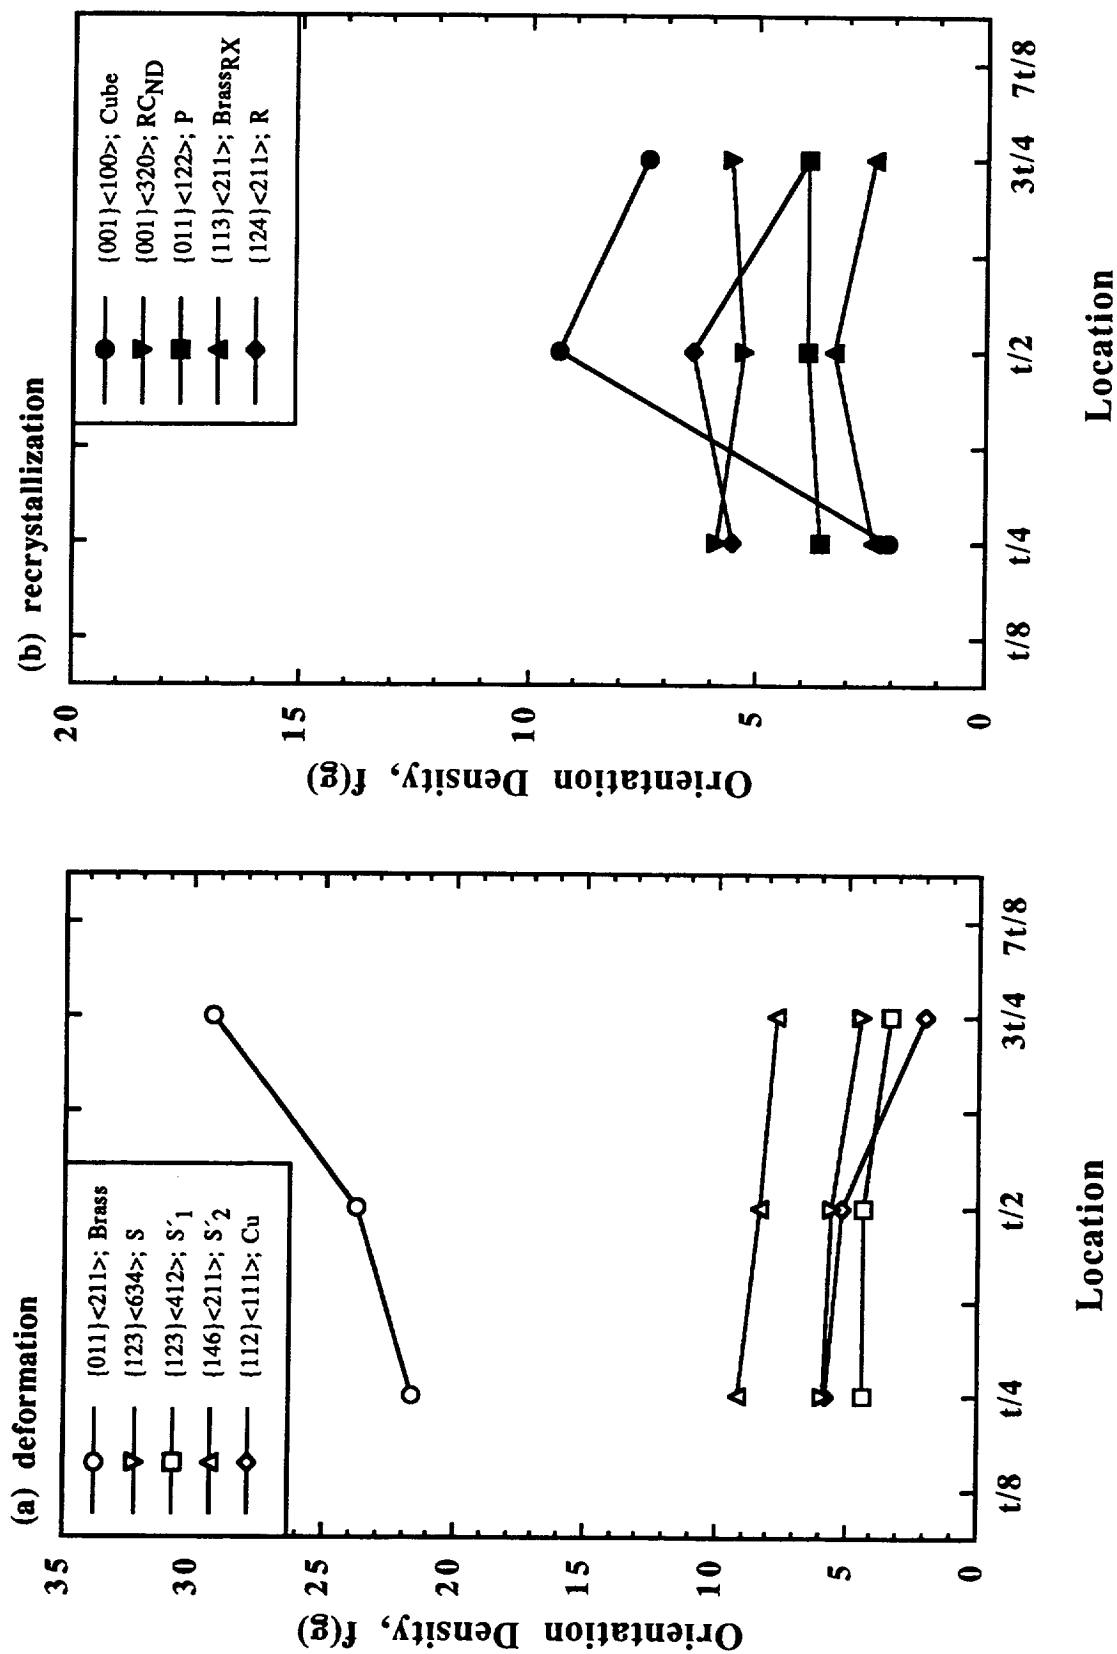 (a) deformation
{011}<211>; Brass
{123}<634>; S
{123}<412>; S´1
{146}<211>; S´2
{112}<111>; Cu
35
30
25
20
15
10
5
0
Orientation Density, f(g)
t/8
t/4
t/2
3t/4
7t/8
Location
(b) recrystallization
{001}<100>; Cube
{001}<320>; RCND
{011}<122>; P
{113}<211>; BrassRX
{124}<211>; R
20
15
10
5
0
Orientation Density, f(g)
t/8
t/4
t/2
3t/4
7t/8
Location